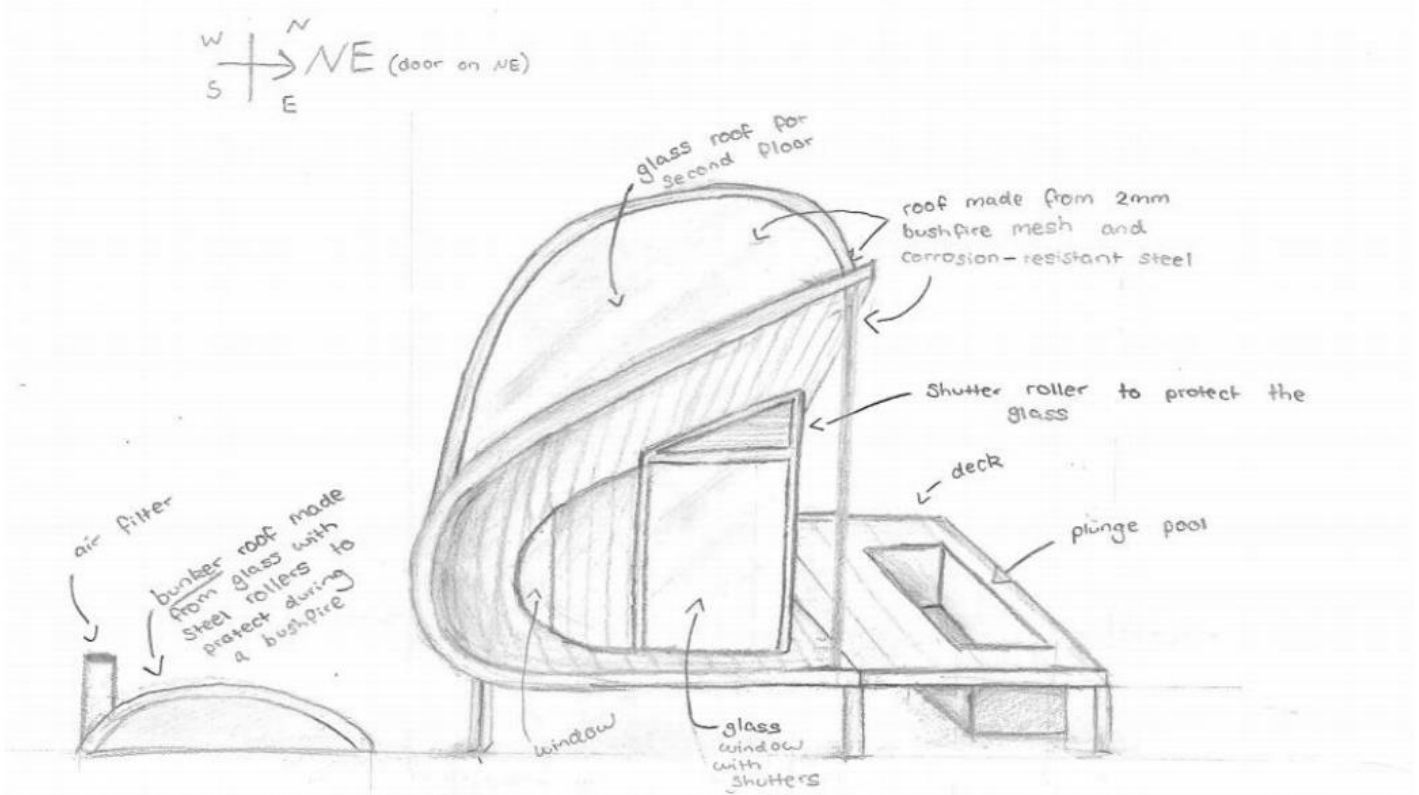 N
W
NE (door on NE)
S
E
glass roof for
second floor
roof made from 2mm
bushfire mesh and
corrosion-resistant steel
Shutter roller to protect the
glass
deck
plunge pool
air filter
bunker roof made
from glass with
steel rollers to
protect during
a bushfire
window
glass
window
with
shutters